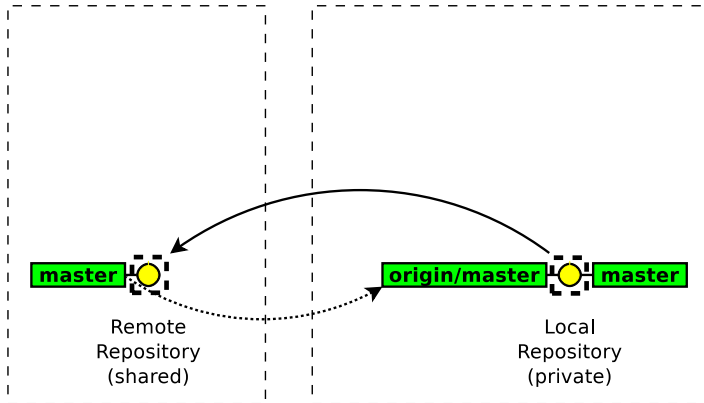 master
origin/master
master
Remote
Repository
(shared)
Local
Repository
(private)